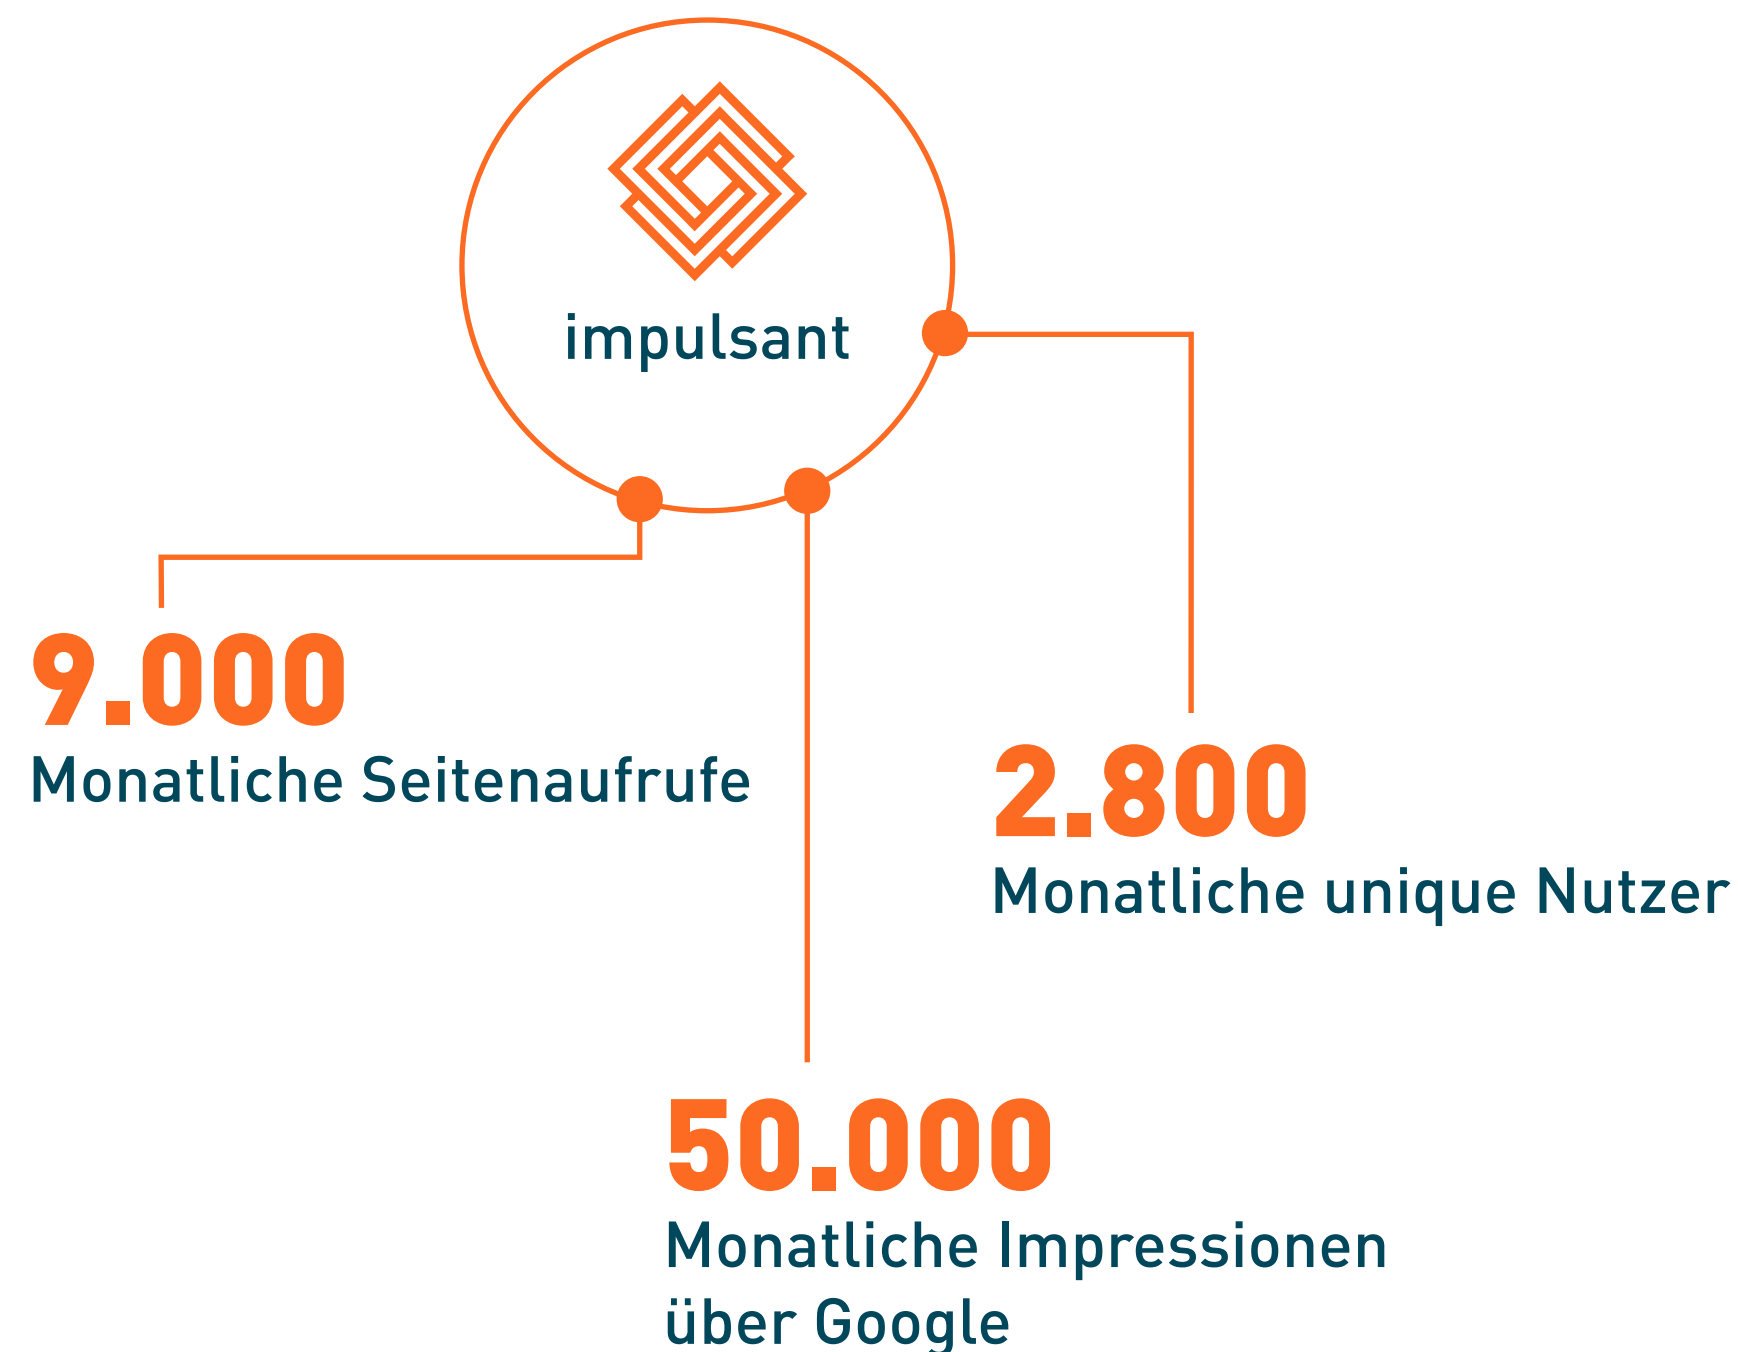 impulsant
9.000
Monatliche Seitenaufrufe
2.800
Monatliche unique Nutzer
50.000
Monatliche Impressionen
über Google